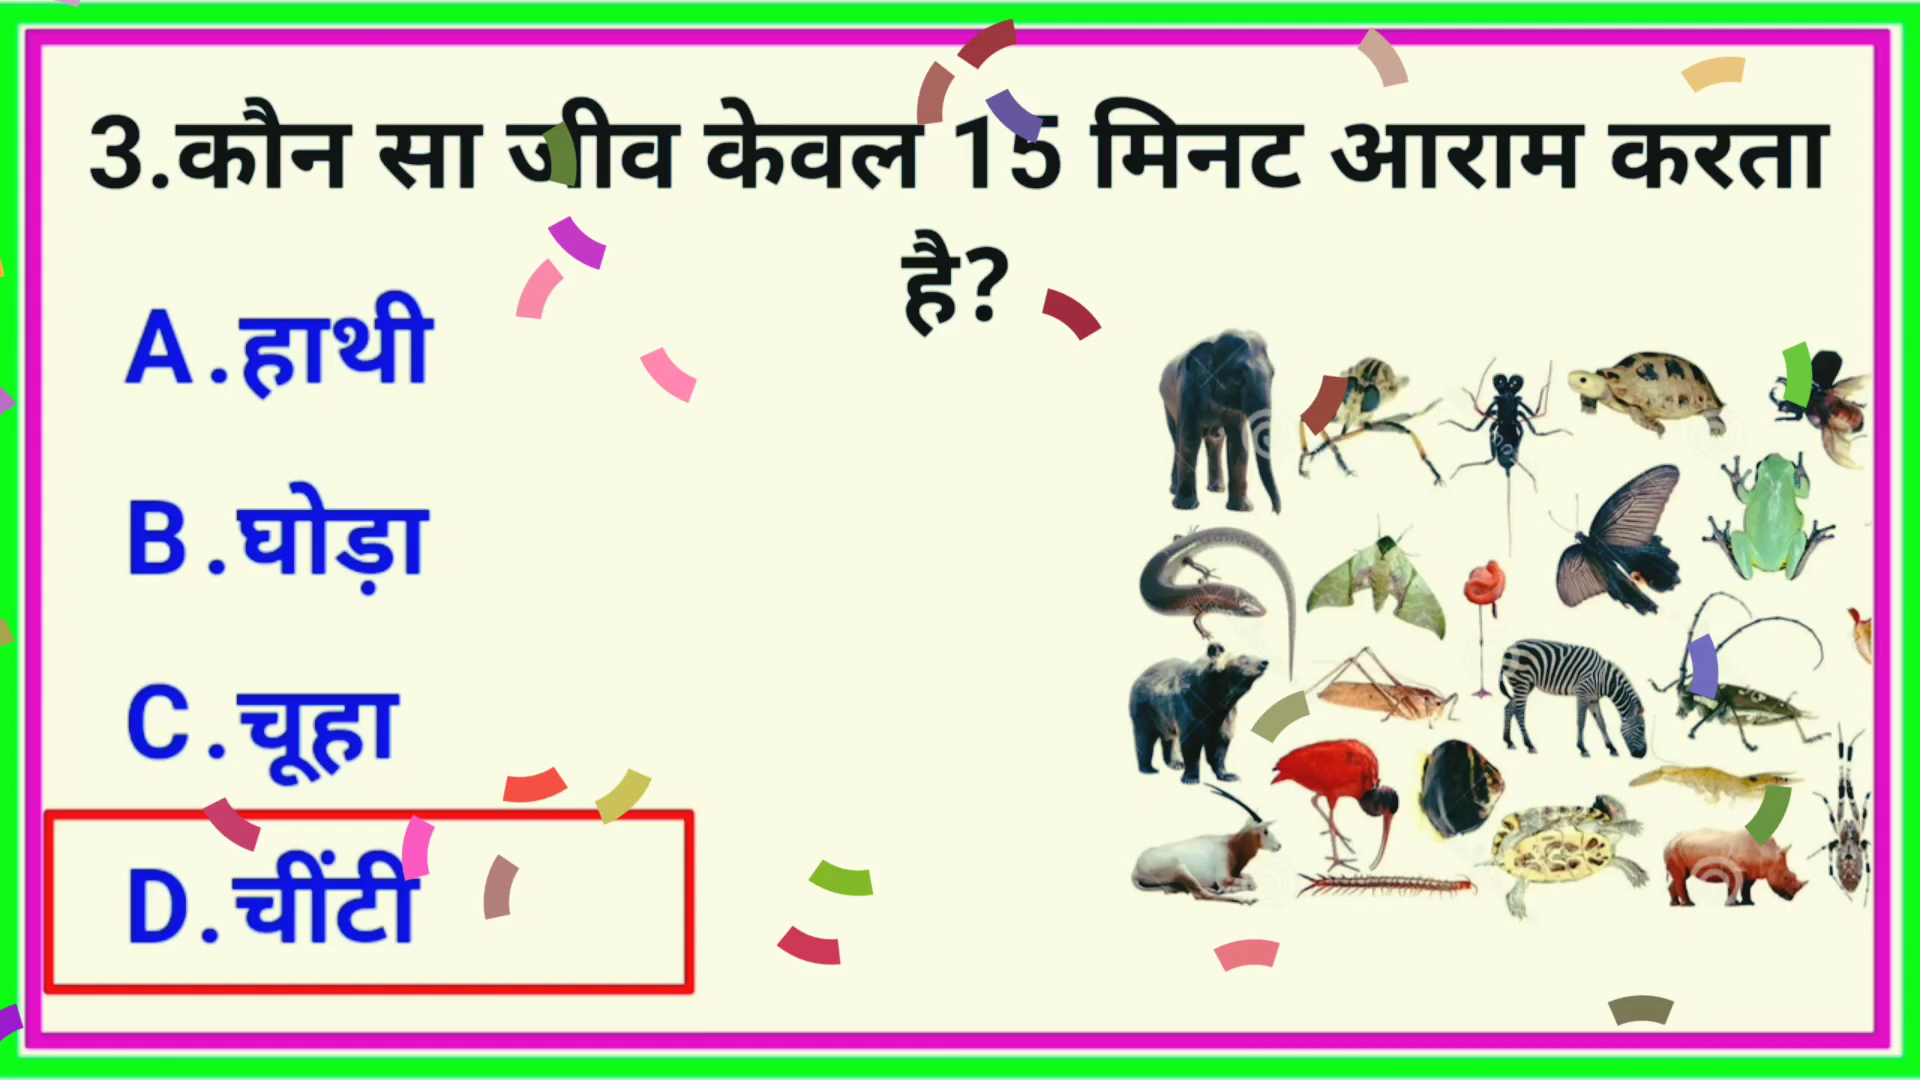 3.कौन सा जीव केवल 15 मिनट आराम करता
है?
A.हाथी
B.घोड़ा
C.चूहा
D.चींटी